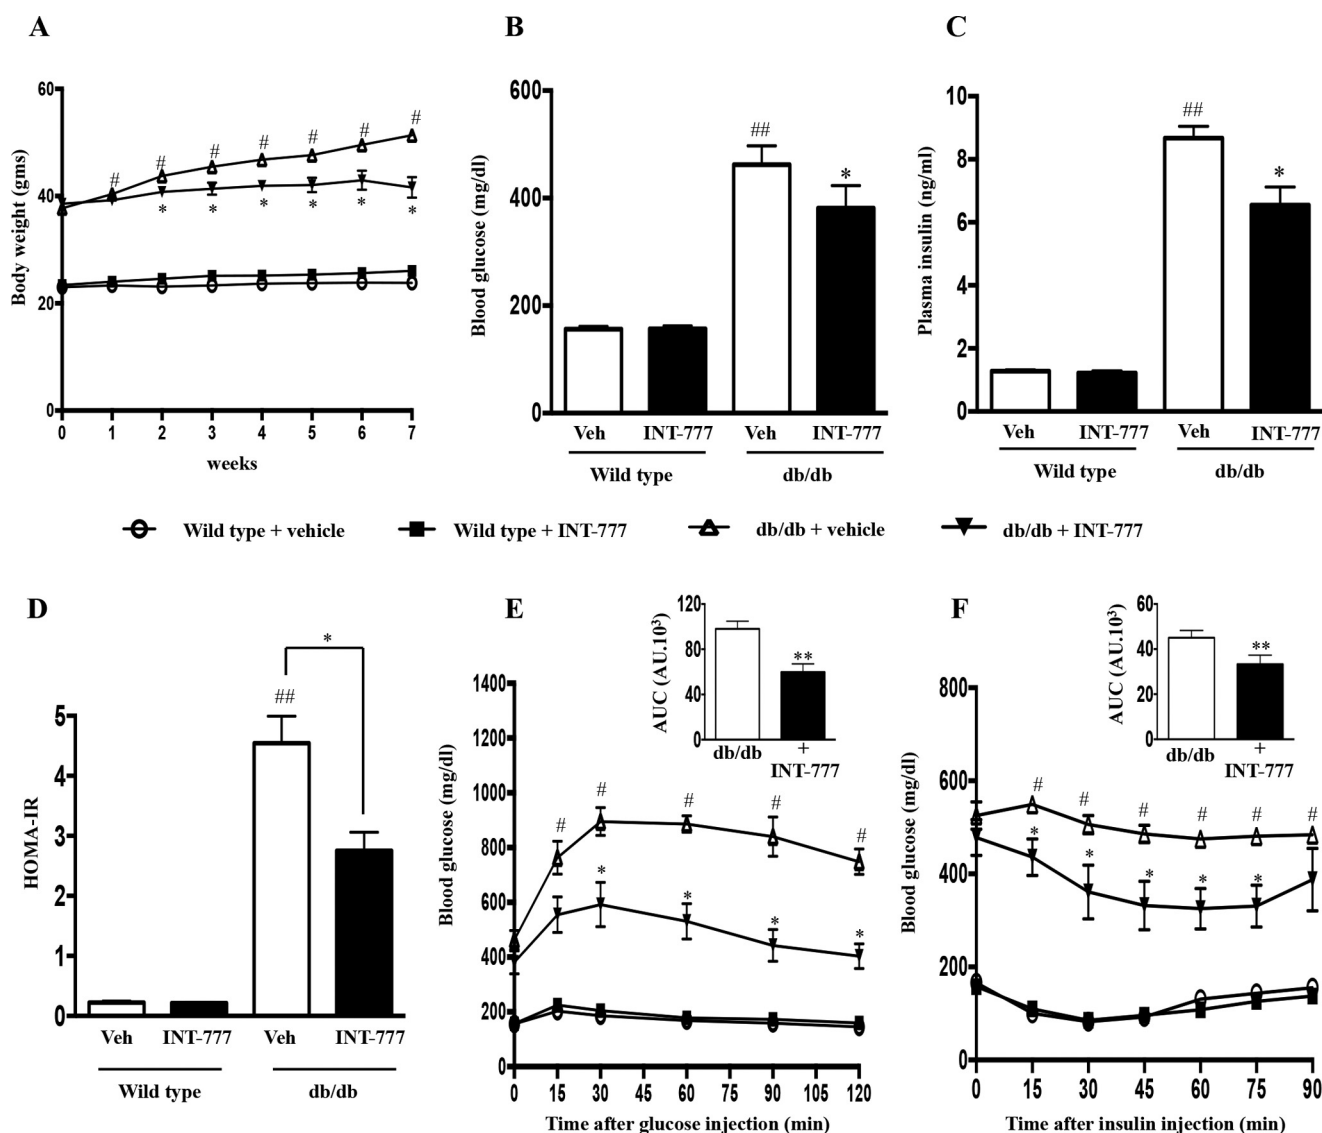 A
Body weight (gms)
60
40
20
0
# # # # # # #
* * * * * *
0 1 2 3 4 5 6 7
weeks
B
Blood glucose (mg/dl)
600
400
200
0
##
*
Veh INT-777 Veh INT-777
Wild type db/db
C
Plasma insulin (ng/ml)
10
8
6
4
2
0
##
*
Veh INT-777 Veh INT-777
Wild type db/db
Wild type + vehicle Wild type + INT-777 db/db + vehicle db/db + INT-777
D
HOMA-IR
5
4
3
2
1
0
*
##
Veh INT-777 Veh INT-777
Wild type db/db
E
AUC (AU.10³)
120
80
40
0
**
db/db +
INT-777
Blood glucose (mg/dl)
1400
1200
1000
800
600
400
200
0
# # # # #
* * * *
0 15 30 45 60 75 90 105 120
Time after glucose injection (min)
F
AUC (AU.10³)
60
40
20
0
**
db/db +
INT-777
Blood glucose (mg/dl)
800
600
400
200
0
# # # # # #
* * * * *
0 15 30 45 60 75 90
Time after insulin injection (min)